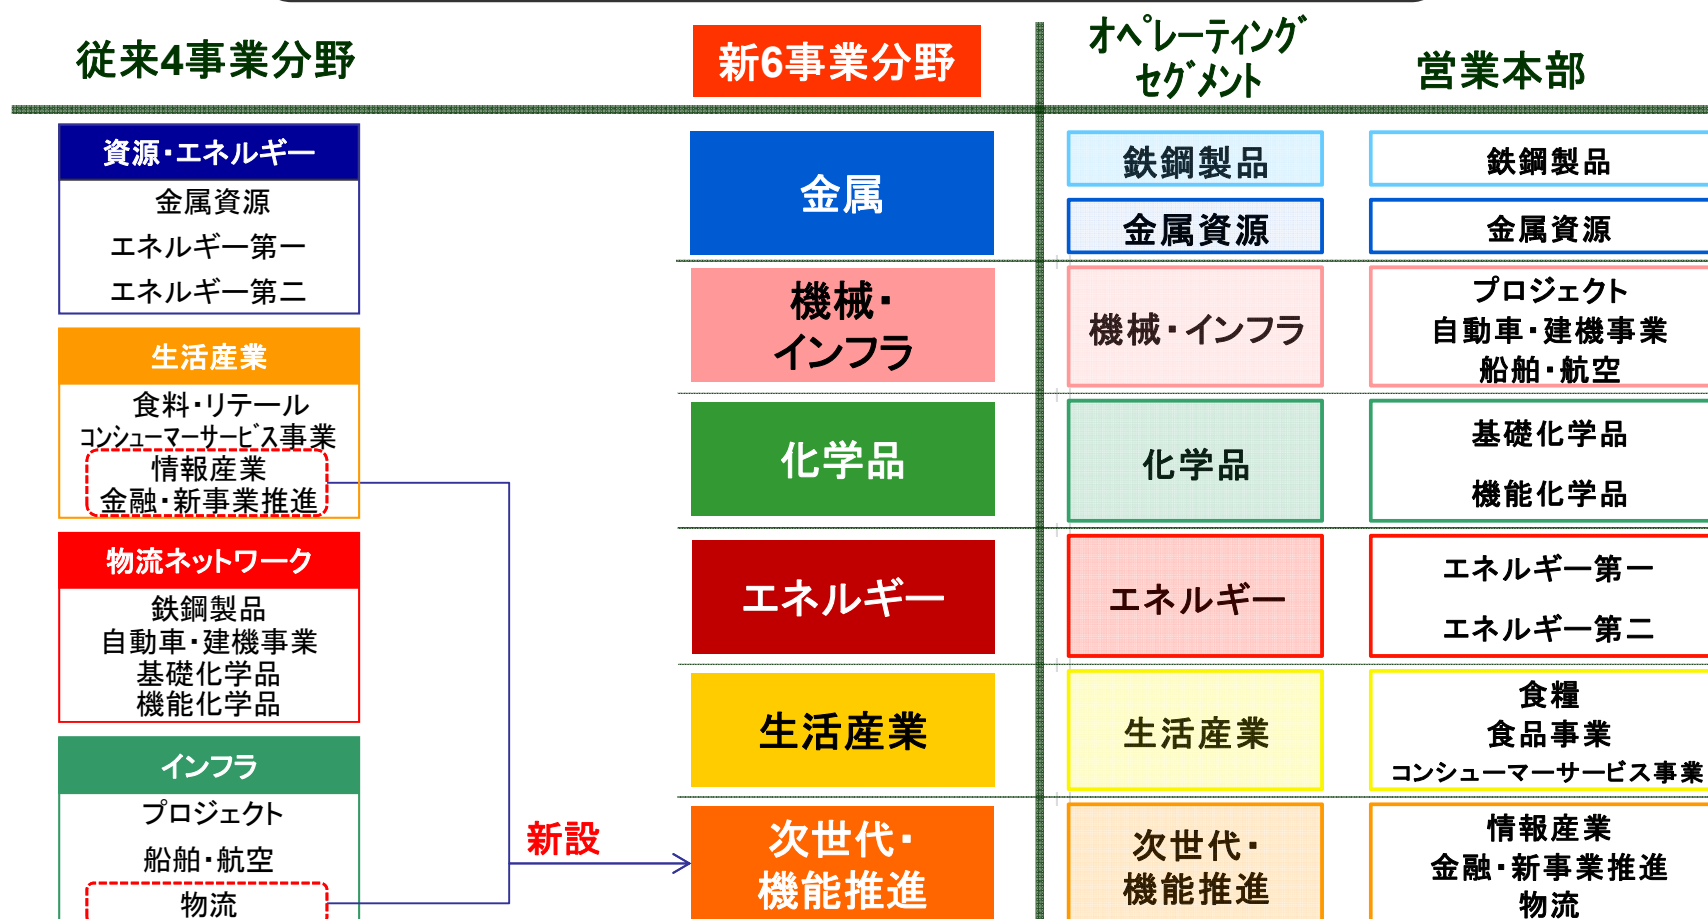 従来4事業分野
新6事業分野
オペレーティング
セグメント
営業本部
資源・エネルギー
金属資源
エネルギー第一
エネルギー第二
生活産業
食料・リテール
コンシューマーサービス事業
情報産業
金融・新事業推進
物流ネットワーク
鉄鋼製品
自動車・建機事業
基礎化学品
機能化学品
インフラ
プロジェクト
船舶・航空
物流
新設
金属
機械・
インフラ
化学品
エネルギー
生活産業
次世代・
機能推進
鉄鋼製品
金属資源
機械・インフラ
化学品
エネルギー
生活産業
次世代・
機能推進
鉄鋼製品
金属資源
プロジェクト
自動車・建機事業
船舶・航空
基礎化学品
機能化学品
エネルギー第一
エネルギー第二
食糧
食品事業
コンシューマーサービス事業
情報産業
金融・新事業推進
物流